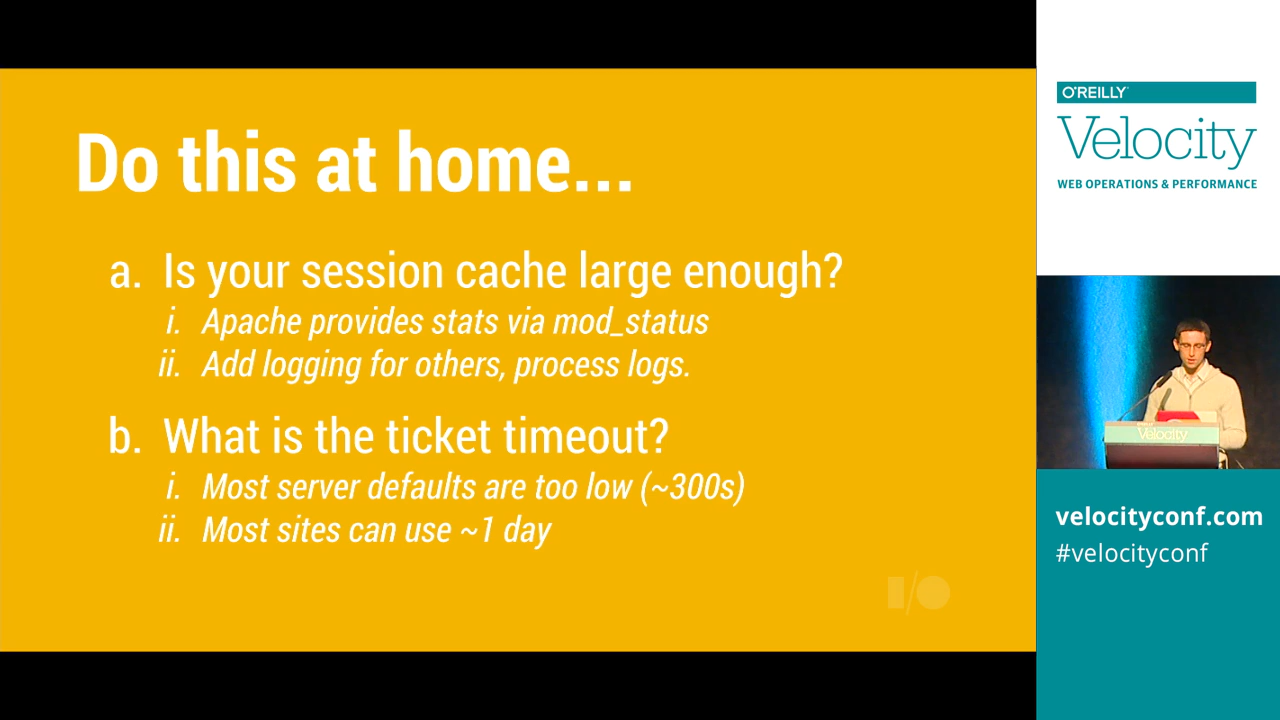 Do this at home...
a. Is your session cache large enough?
i. Apache provides stats via mod_status
ii. Add logging for others, process logs.
b. What is the ticket timeout?
i. Most server defaults are too low (~300s)
ii. Most sites can use ~1 day
I/O
O'REILLY
Velocity
WEB OPERATIONS & PERFORMANCE
Velocity
velocityconf.com
#velocityconf